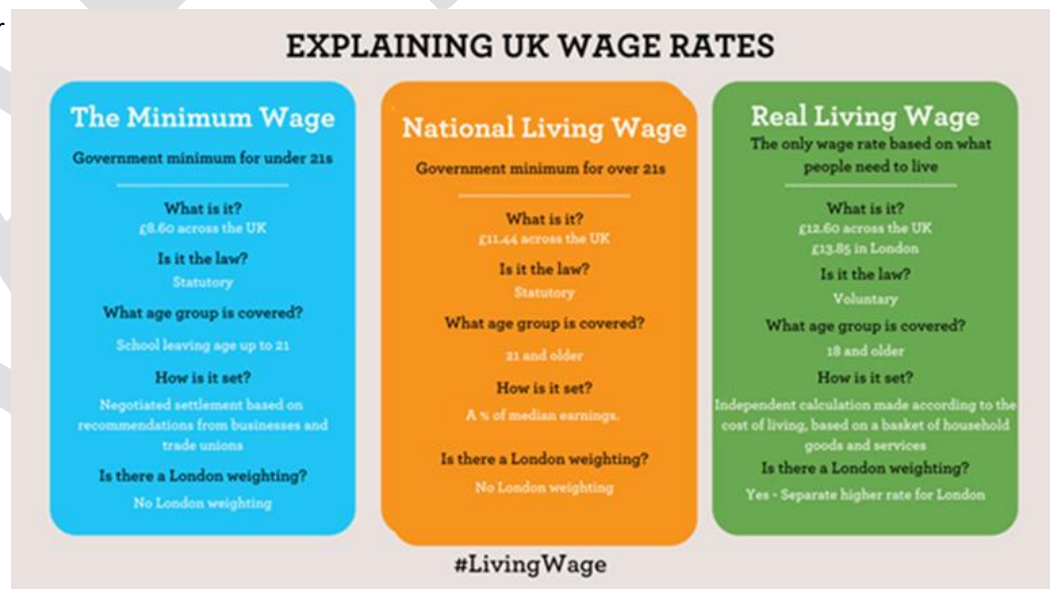 r
EXPLAINING UK WAGE RATES
The Minimum Wage
Government minimum for under 21s
What is it?
£8.60 across the UK
Is it the law?
Statutory
What age group is covered?
School leaving age up to 21
How is it set?
Negotiated settlement based on
recommendations from businesses and
trade unions
Is there a London weighting?
No London weighting
National Living Wage
Government minimum for over 21s
What is it?
£11.44 across the UK
Is it the law?
Statutory
What age group is covered?
21 and older
How is it set?
A % of median earnings.
Is there a London weighting?
No London weighting
Real Living Wage
The only wage rate based on what
people need to live
What is it?
£12.60 across the UK
£13.85 in London
Is it the law?
Voluntary
What age group is covered?
18 and older
How is it set?
Independent calculation made according to the
cost of living, based on a basket of household
goods and services
Is there a London weighting?
Yes - Separate higher rate for London
#LivingWage